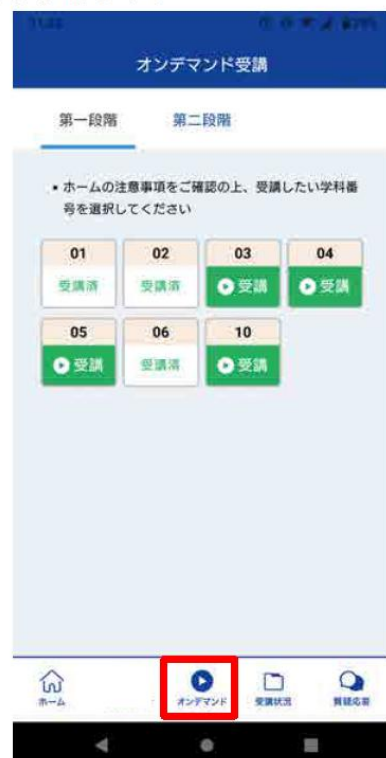 オンデマンド受講
第一段階 第二段階
• ホームの注意事項をご確認の上、受講したい学科番
号を選択してください
01 02 03 04
受講済 受講済 受講 受講
05 06 10
受講 受講済 受講
ホーム オンデマンド 受講状況 質疑応答